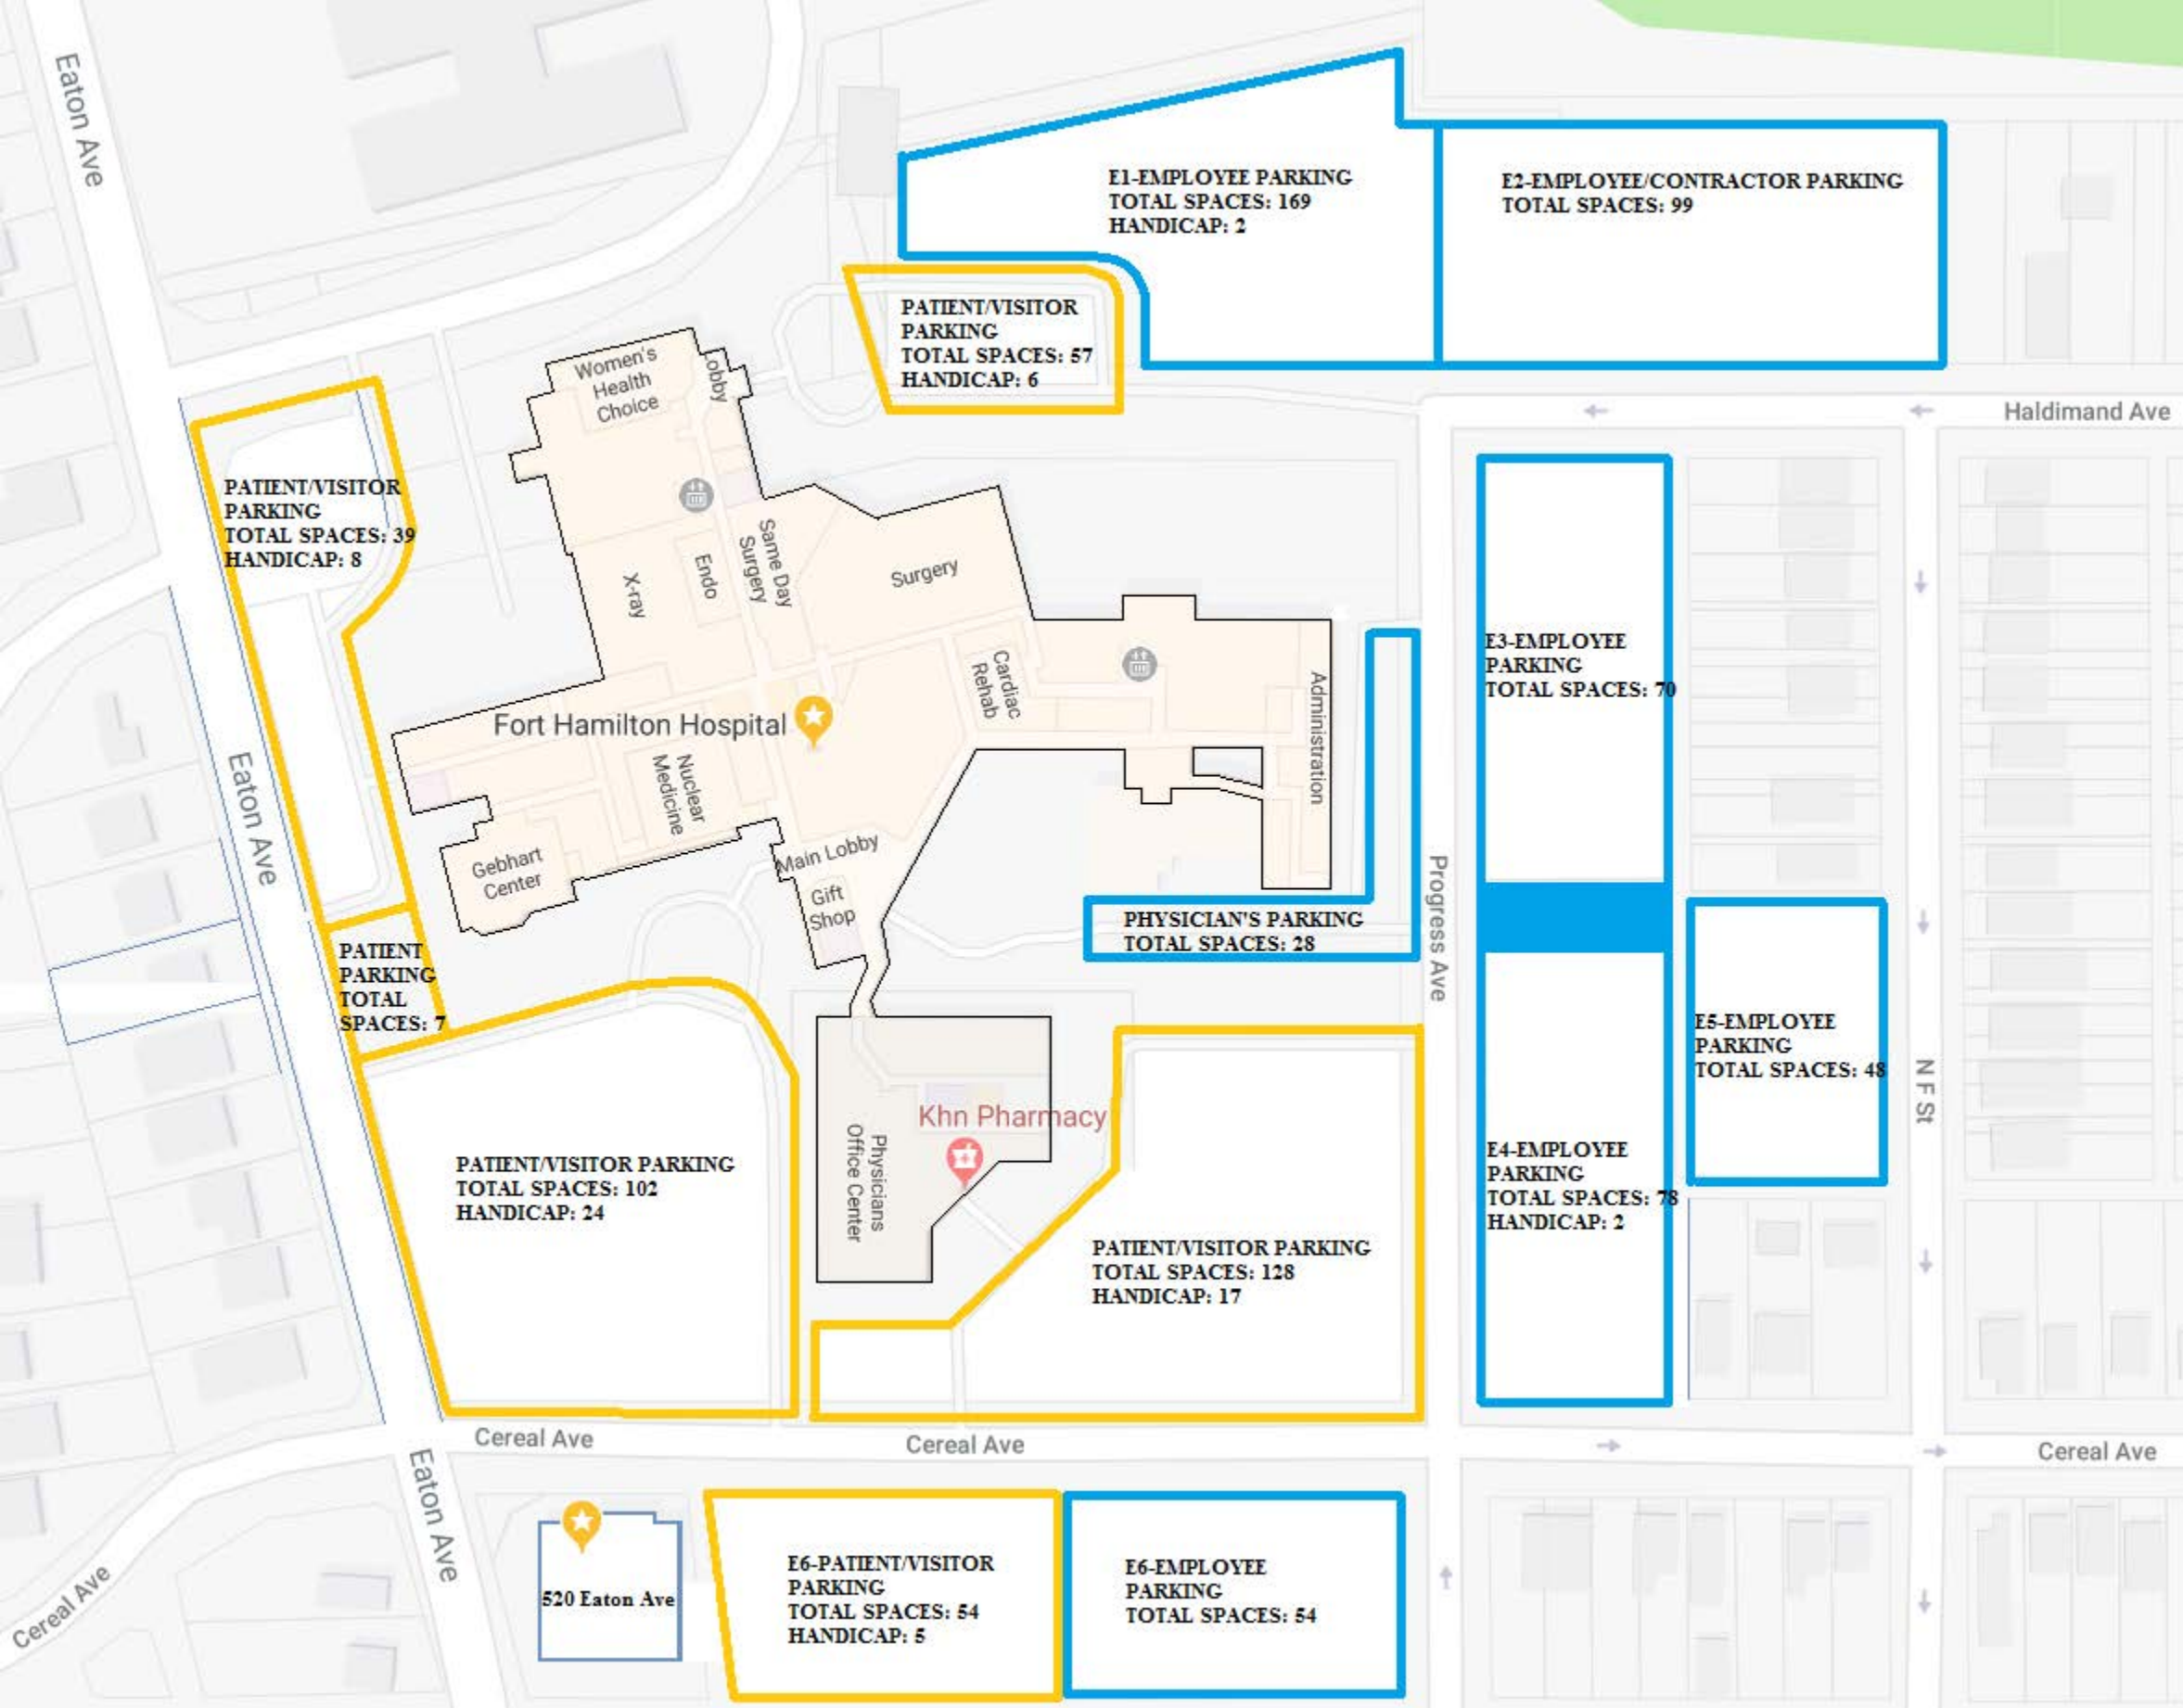 Eaton Ave
E1-EMPLOYEE PARKING
TOTAL SPACES: 169
HANDICAP: 2
E2-EMPLOYEE/CONTRACTOR PARKING
TOTAL SPACES: 99
PATIENT/VISITOR
PARKING
TOTAL SPACES: 57
HANDICAP: 6
Women's
Health
Choice
Lobby
Haldimand Ave
PATIENT/VISITOR
PARKING
TOTAL SPACES: 39
HANDICAP: 8
X-ray
Endo
Same Day
Surgery
Surgery
Cardiac
Rehab
Administration
E3-EMPLOYEE
PARKING
TOTAL SPACES: 70
Fort Hamilton Hospital
Nuclear
Medicine
Eaton Ave
Gebhart
Center
Main Lobby
Gift
Shop
PHYSICIAN'S PARKING
TOTAL SPACES: 28
Progress Ave
PATIENT
PARKING
TOTAL
SPACES: 7
E5-EMPLOYEE
PARKING
TOTAL SPACES: 48
N F St
Khn Pharmacy
Physicians
Office Center
PATIENT/VISITOR PARKING
TOTAL SPACES: 102
HANDICAP: 24
E4-EMPLOYEE
PARKING
TOTAL SPACES: 78
HANDICAP: 2
PATIENT/VISITOR PARKING
TOTAL SPACES: 128
HANDICAP: 17
Cereal Ave
Cereal Ave
Cereal Ave
Eaton Ave
520 Eaton Ave
E6-PATIENT/VISITOR
PARKING
TOTAL SPACES: 54
HANDICAP: 5
E6-EMPLOYEE
PARKING
TOTAL SPACES: 54
Cereal Ave